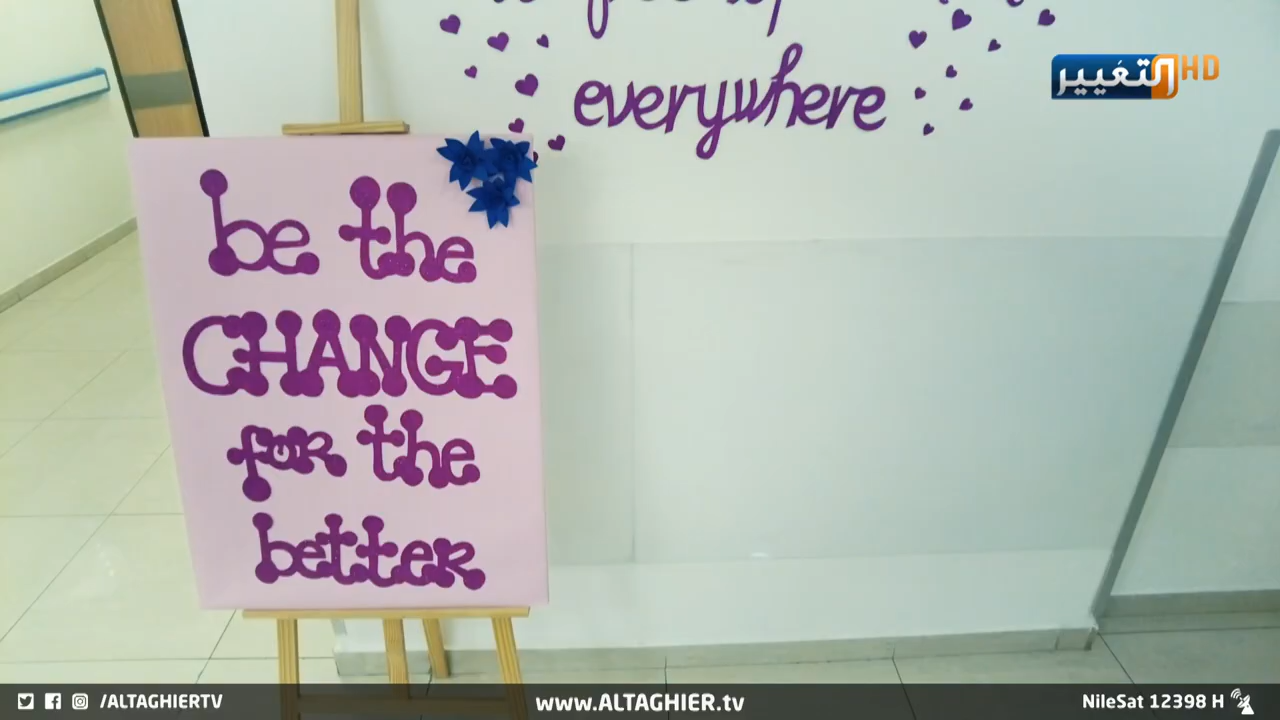 everywhere
التغيير HD
be the
CHANGE
for the
better
/ALTAGHIERTV
www.ALTAGHIER.tv
NileSat 12398 H